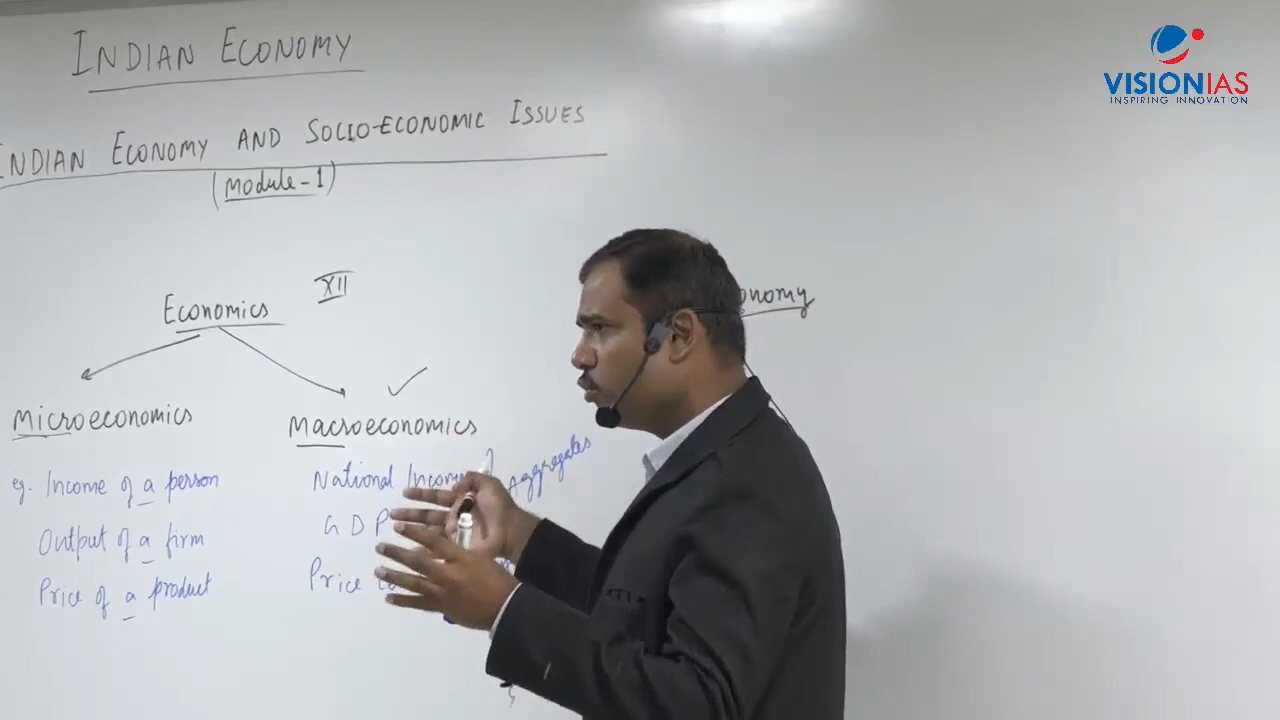 INDIAN ECONOMY
INDIAN ECONOMY AND SOCIO-ECONOMIC ISSUES
(Module-1)
Economics
XII
Microeconomics
Macroeconomics
eg. Income of a person
Output of a firm
Price of a product
National Income
Aggregates
GDP
Price
VISIONIAS
INSPIRING INNOVATION